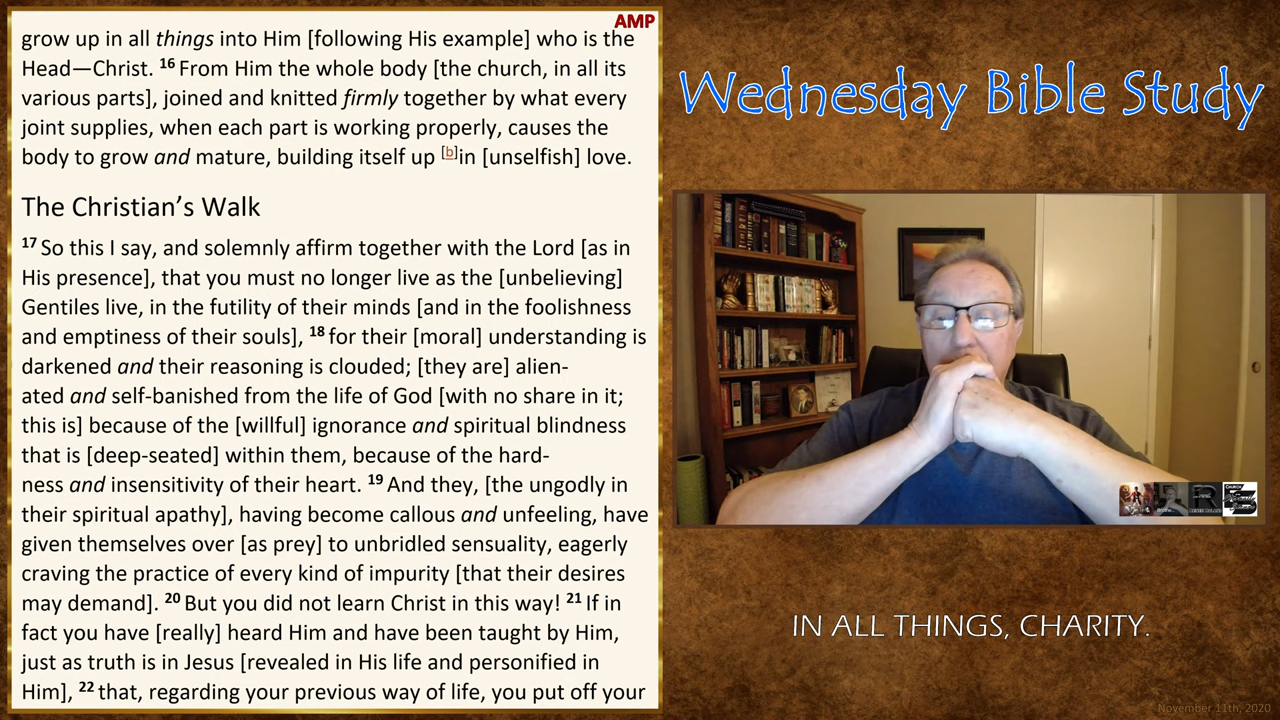 AMP
grow up in all things into Him [following His example] who is the
Head—Christ. 16 From Him the whole body [the church, in all its
various parts], joined and knitted firmly together by what every
joint supplies, when each part is working properly, causes the
body to grow and mature, building itself up [b]in [unselfish] love.
The Christian’s Walk
17 So this I say, and solemnly affirm together with the Lord [as in
His presence], that you must no longer live as the [unbelieving]
Gentiles live, in the futility of their minds [and in the foolishness
and emptiness of their souls], 18 for their [moral] understanding is
darkened and their reasoning is clouded; [they are] alien-
ated and self-banished from the life of God [with no share in it;
this is] because of the [willful] ignorance and spiritual blindness
that is [deep-seated] within them, because of the hard-
ness and insensitivity of their heart. 19 And they, [the ungodly in
their spiritual apathy], having become callous and unfeeling, have
given themselves over [as prey] to unbridled sensuality, eagerly
craving the practice of every kind of impurity [that their desires
may demand]. 20 But you did not learn Christ in this way! 21 If in
fact you have [really] heard Him and have been taught by Him,
just as truth is in Jesus [revealed in His life and personified in
Him], 22 that, regarding your previous way of life, you put off your
Wednesday Bible Study
IN ALL THINGS, CHARITY.
November 11th, 2020